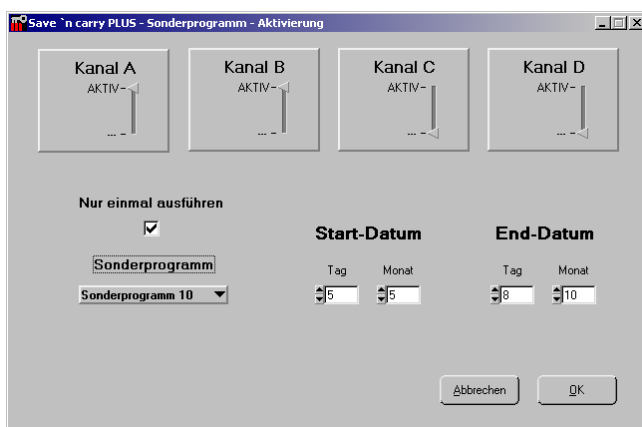 Save `n carry PLUS - Sonderprogramm - Aktivierung
Kanal A
AKTIV-
... -
Kanal B
AKTIV-
... -
Kanal C
AKTIV-
... -
Kanal D
AKTIV-
... -
Nur einmal ausführen
Sonderprogramm
Sonderprogramm 10
Start-Datum
Tag Monat
5 5
End-Datum
Tag Monat
8 10
Abbrechen OK